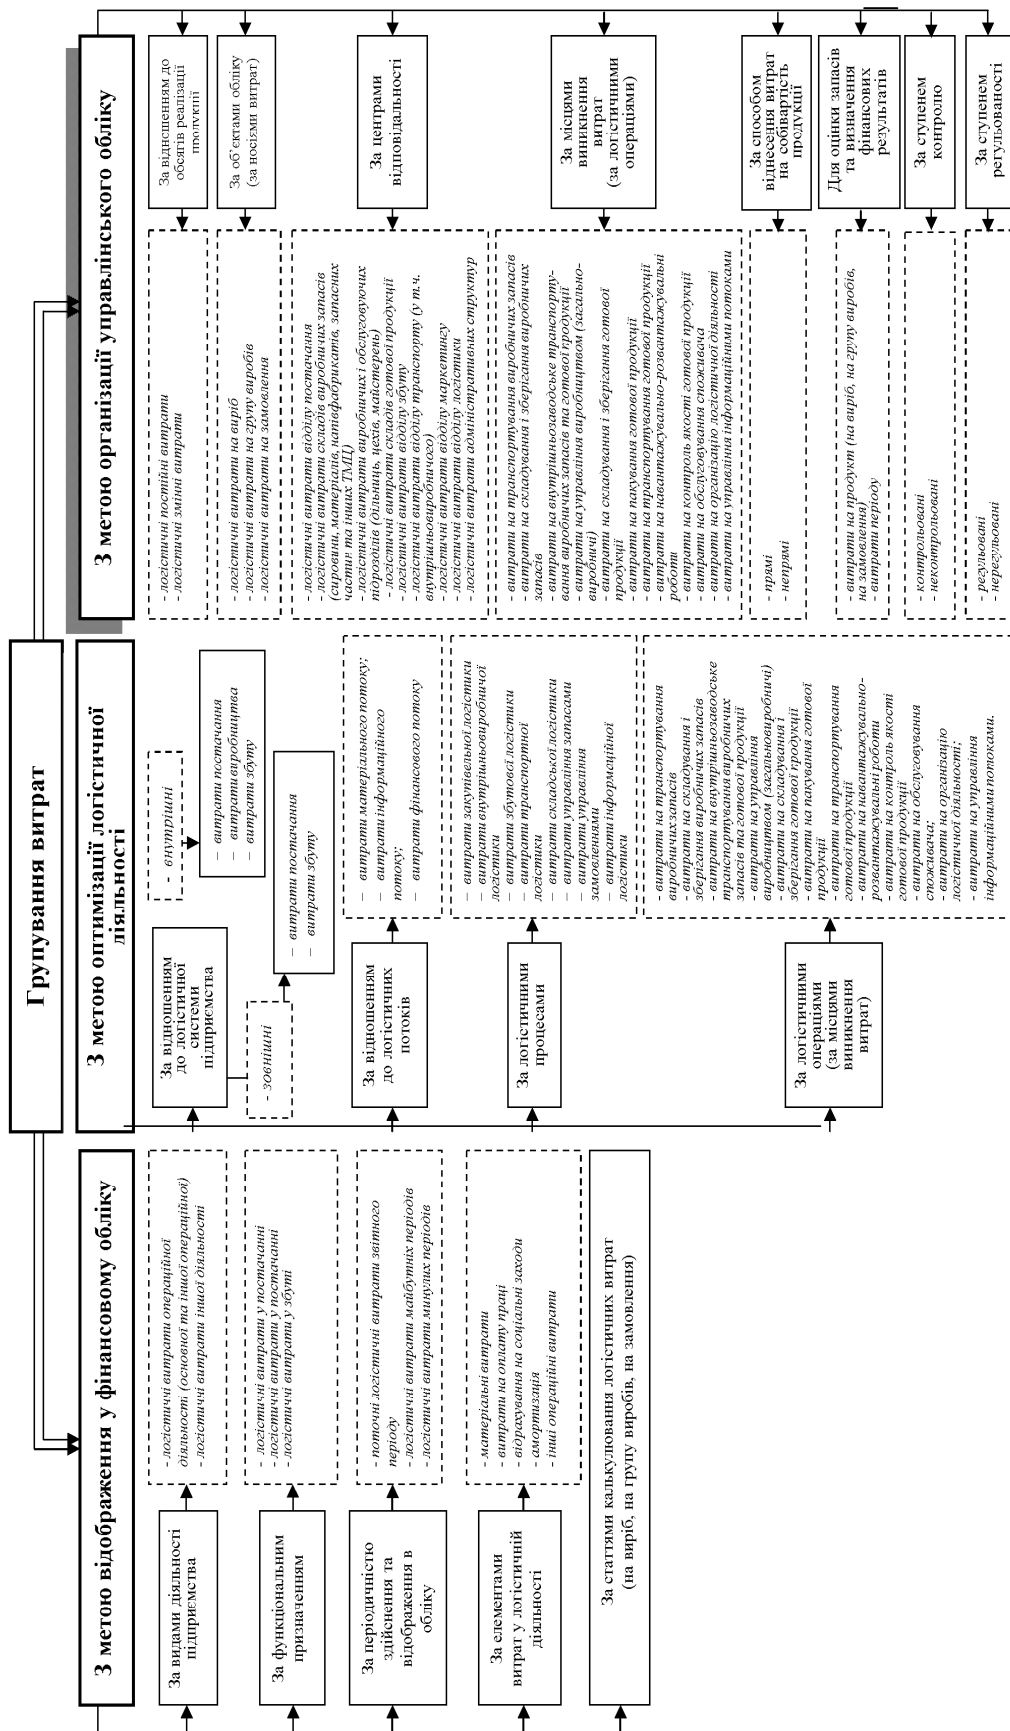 Групування витрат
З метою відображення у фінансовому обліку
За видами діяльності
підприємства
- логістичні витрати операційної
діяльності (основної та іншої операційної)
- логістичні витрати іншої діяльності
За функціональним
призначенням
- логістичні витрати у постачанні
- логістичні витрати у постачанні
- логістичні витрати у збуті
За періодичністю
здійснення та
відображення в
обліку
- поточні логістичні витрати звітного
періоду
- логістичні витрати майбутніх періодів
- логістичні витрати минулих періодів
За елементами
витрат у логістичній
діяльності
- матеріальні витрати
- витрати на оплату праці
- відрахування на соціальні заходи
- амортизація
- інші операційні витрати
За статтями калькулювання логістичних витрат
(на виріб, на групу виробів, на замовлення)
З метою оптимізації логістичної
діяльності
За відношенням
до логістичної
системи
підприємства
- внутрішні
– витрати постачання
– витрати виробництва
витрати збуту
- зовнішні
– витрати постачання
– витрати збуту
За відношенням
до логістичних
потоків
– витрати матеріального потоку;
– витрати інформаційного
потоку;
– витрати фінансового потоку
За логістичними
процесами
– витрати закупівельної логістики
– витрати внутрішньовиробничої
логістики
– витрати збутової логістики
– витрати транспортної
логістики
– витрати складської логістики
– витрати управління запасами
– витрати управління
замовленнями
– витрати інформаційної
логістики
За логістичними
операціями
(за місцями
виникнення
витрат)
- витрати на транспортування
виробничих запасів
- витрати на складування і
зберігання виробничих запасів
- витрати на внутрішньозаводське
транспортування виробничих
запасів та готової продукції
- витрати на управління
виробництвом (загальновиробничі)
- витрати на складування і
зберігання готової продукції
- витрати на пакування готової
продукції
- витрати на транспортування
готової продукції
- витрати на навантажувально-
розвантажувальні роботи
- витрати на контроль якості
готової продукції
- витрати на обслуговування
споживача;
- витрати на організацію
логістичної діяльності;
- витрати на управління
інформаційними потоками.
З метою організації управлінського обліку
За відношенням до
обсягів реалізації
продукції
- логістичні постійні витрати
- логістичні змінні витрати
За об’єктами обліку
(за носіями витрат)
- логістичні витрати на виріб
- логістичні витрати на групу виробів
- логістичні витрати на замовлення
За центрами
відповідальності
- логістичні витрати відділу постачання
- логістичні витрати складів виробничих запасів
(сировини, матеріалів, напівфабрикатів, запасних
частин та інших ТМЦ)
- логістичні витрати виробничих і обслуговуючих
підрозділів (дільниць, цехів, майстерень)
- логістичні витрати складів готової продукції
- логістичні витрати відділу збуту
- логістичні витрати відділу транспорту (у т.ч.
внутрішньовиробничого)
- логістичні витрати відділу маркетингу
- логістичні витрати відділу логістики
- логістичні витрати адміністративних структур
За місцями
виникнення
витрат
(за логістичними
операціями)
- витрати на транспортування виробничих запасів
- витрати на складування і зберігання виробничих
запасів
- витрати на внутрішньозаводське транспорту-
вання виробничих запасів та готової продукції
- витрати на управління виробництвом (загально-
виробничі)
- витрати на складування і зберігання готової
продукції
- витрати на пакування готової продукції
- витрати на транспортування готової продукції
- витрати на навантажувально-розвантажувальні
роботи
- витрати на контроль якості готової продукції
- витрати на обслуговування споживача
- витрати на організацію логістичної діяльності
- витрати на управління інформаційними потоками
За способом
віднесення витрат
на собівартість
продукції
- прямі
- непрямі
Для оцінки запасів
та визначення
фінансових
результатів
- витрати на продукт (на виріб, на групу виробів,
на замовлення)
- витрати періоду
За ступенем
контролю
- контрольовані
- неконтрольовані
За ступенем
регульованості
- регульовані
- нерегульовані